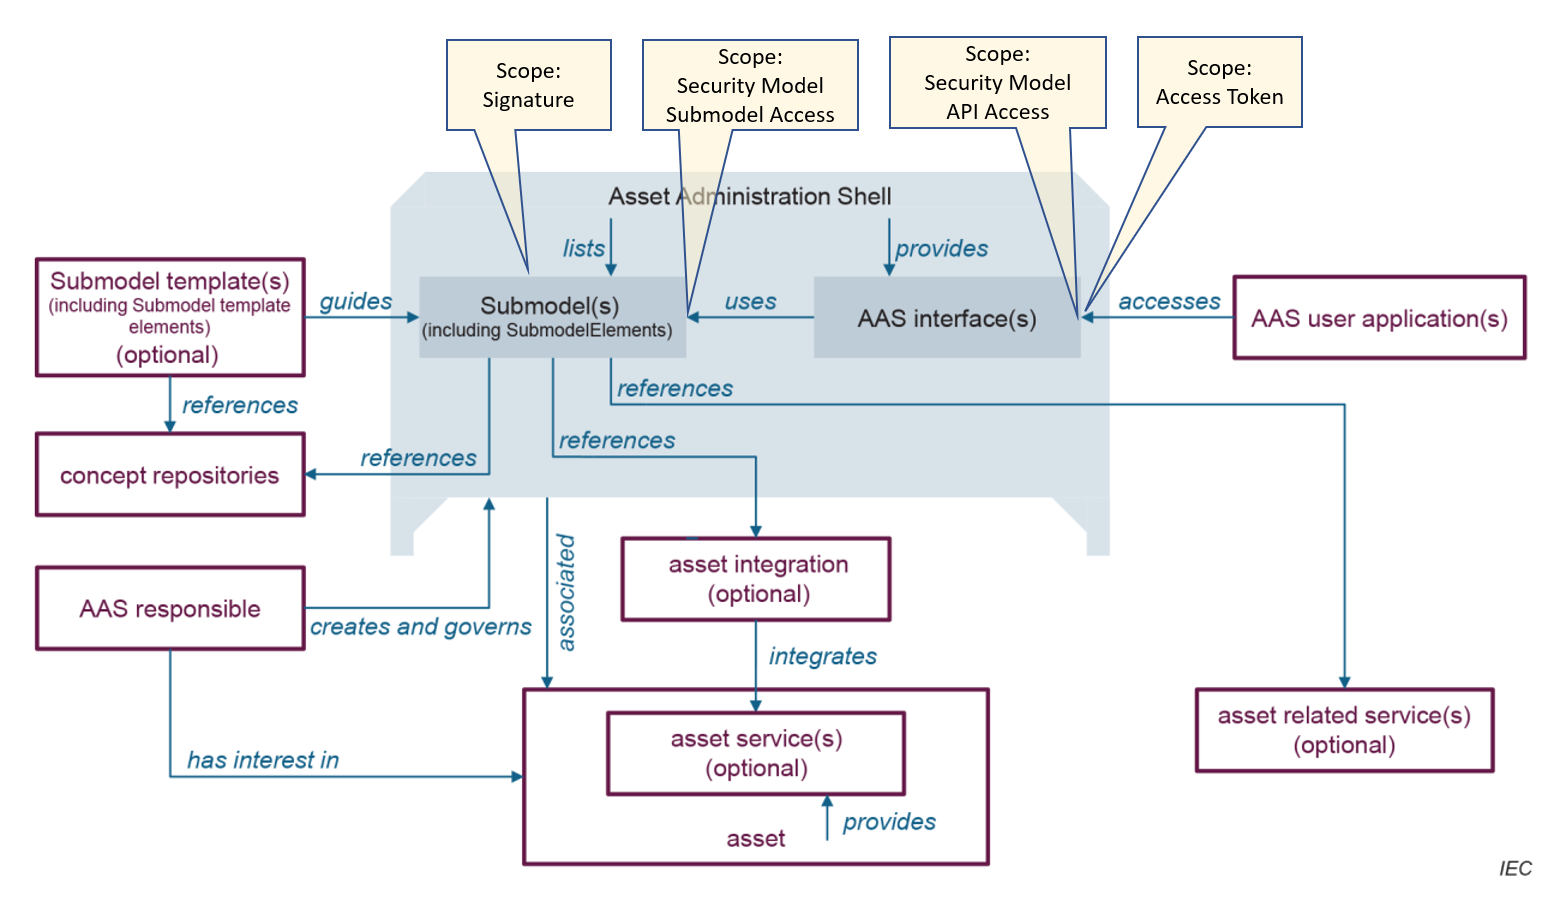 Scope:
Signature
Scope:
Security Model
Submodel Access
Scope:
Security Model
API Access
Scope:
Access Token
Asset Administration Shell
lists
provides
Submodel template(s)
(including Submodel template
elements)
(optional)
guides
Submodel(s)
(including SubmodelElements)
uses
AAS interface(s)
accesses
AAS user application(s)
references
references
references
references
concept repositories
asset integration
(optional)
associated
AAS responsible
creates and governs
integrates
asset service(s)
(optional)
asset related service(s)
(optional)
has interest in
provides
asset
IEC